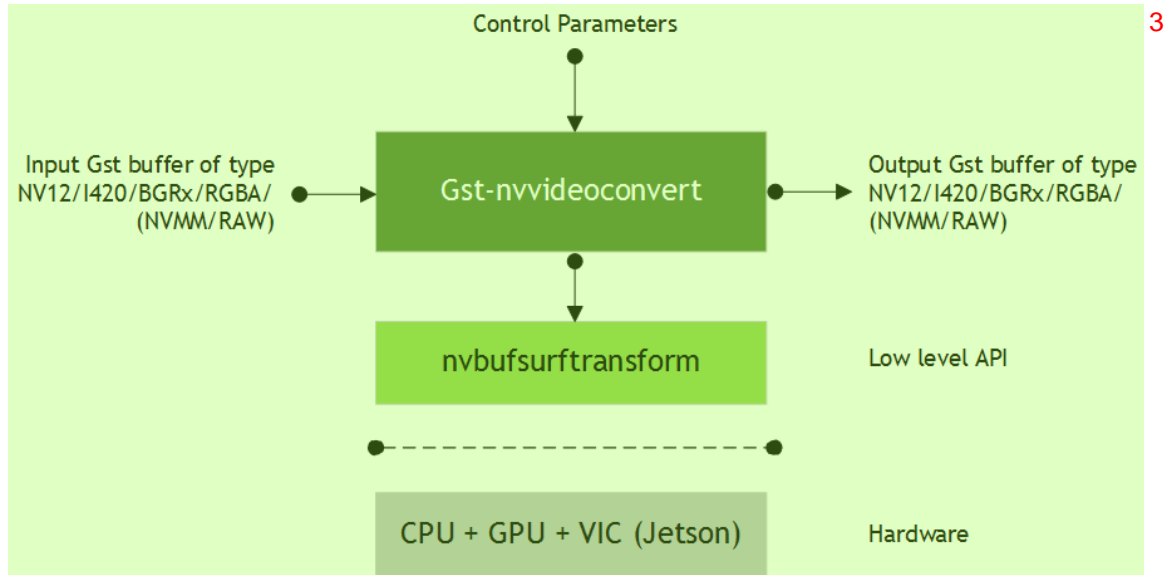 Control Parameters
3
Input Gst buffer of type
NV12/I420/BGRx/RGBA/
(NVMM/RAW)
Gst-nvvideoconvert
Output Gst buffer of type
NV12/I420/BGRx/RGBA/
(NVMM/RAW)
nvbufsurftransform
Low level API
CPU + GPU + VIC (Jetson)
Hardware